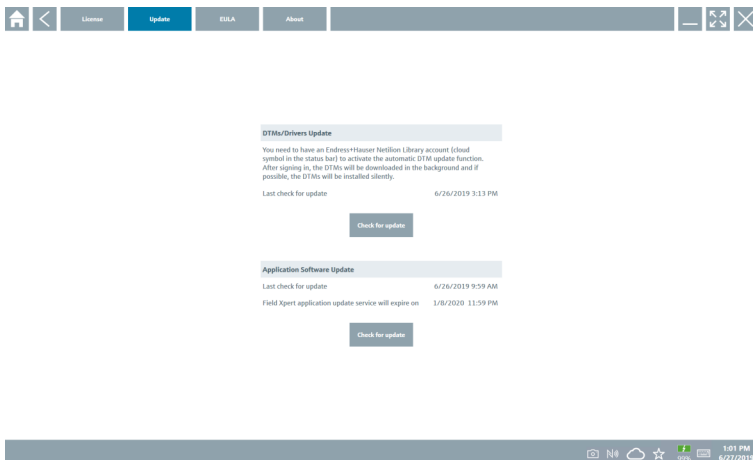 License Update EULA About
DTMs/Drivers Update
You need to have an Endress+Hauser Netilion Library account (cloud
symbol in the status bar) to activate the automatic DTM update function.
After signing in, the DTMs will be downloaded in the background and if
possible, the DTMs will be installed silently.
Last check for update 6/26/2019 3:13 PM
Check for update
Application Software Update
Last check for update 6/26/2019 9:59 AM
Field Xpert application update service will expire on 1/8/2020 11:59 PM
Check for update
1:01 PM
99% 6/27/2019